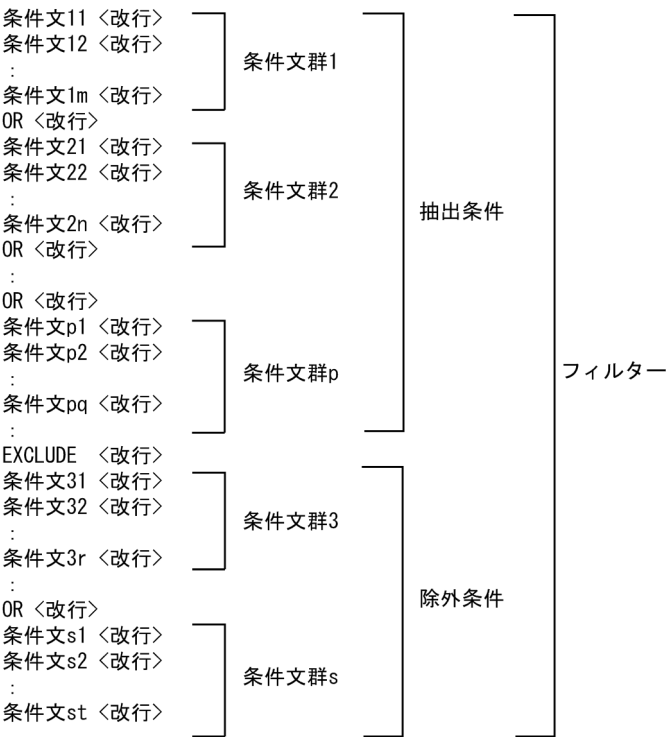 条件文11 <改行>
条件文12 <改行>
:
条件文1m <改行>
OR <改行>
条件文21 <改行>
条件文22 <改行>
:
条件文2n <改行>
OR <改行>
:
OR <改行>
条件文p1 <改行>
条件文p2 <改行>
:
条件文pq <改行>
:
EXCLUDE <改行>
条件文31 <改行>
条件文32 <改行>
:
条件文3r <改行>
:
OR <改行>
条件文s1 <改行>
条件文s2 <改行>
:
条件文st <改行>
条件文群1
条件文群2
条件文群p
条件文群3
条件文群s
抽出条件
除外条件
フィルター